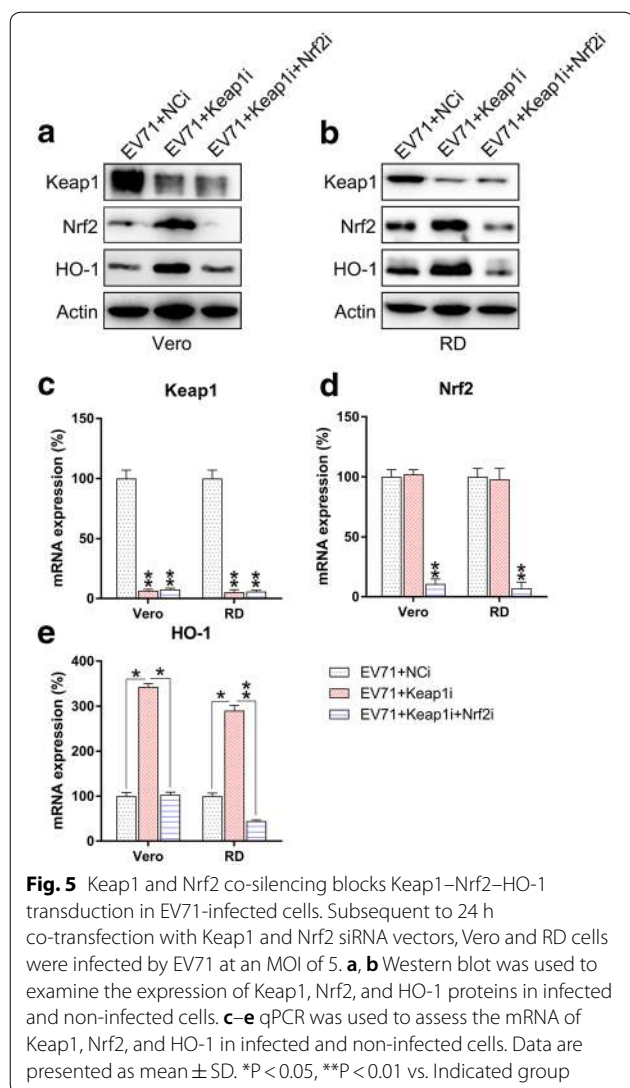 a
EV71+NCi
EV71+Keap1i
EV71+Keap1i+Nrf2i
Keap1
Nrf2
HO-1
Actin
Vero
b
EV71+NCi
EV71+Keap1i
EV71+Keap1i+Nrf2i
Keap1
Nrf2
HO-1
Actin
RD
c
Keap1
mRNA expression (%)
150
100
50
0
**
**
**
**
Vero
RD
d
Nrf2
mRNA expression (%)
150
100
50
0
**
**
Vero
RD
e
HO-1
mRNA expression (%)
400
300
200
100
0
*
*
*
**
Vero
RD
EV71+NCi
EV71+Keap1i
EV71+Keap1i+Nrf2i
Fig. 5 Keap1 and Nrf2 co-silencing blocks Keap1–Nrf2–HO-1
transduction in EV71-infected cells. Subsequent to 24 h
co-transfection with Keap1 and Nrf2 siRNA vectors, Vero and RD cells
were infected by EV71 at an MOI of 5. a, b Western blot was used to
examine the expression of Keap1, Nrf2, and HO-1 proteins in infected
and non-infected cells. c–e qPCR was used to assess the mRNA of
Keap1, Nrf2, and HO-1 in infected and non-infected cells. Data are
presented as mean ± SD. *P < 0.05, **P < 0.01 vs. Indicated group